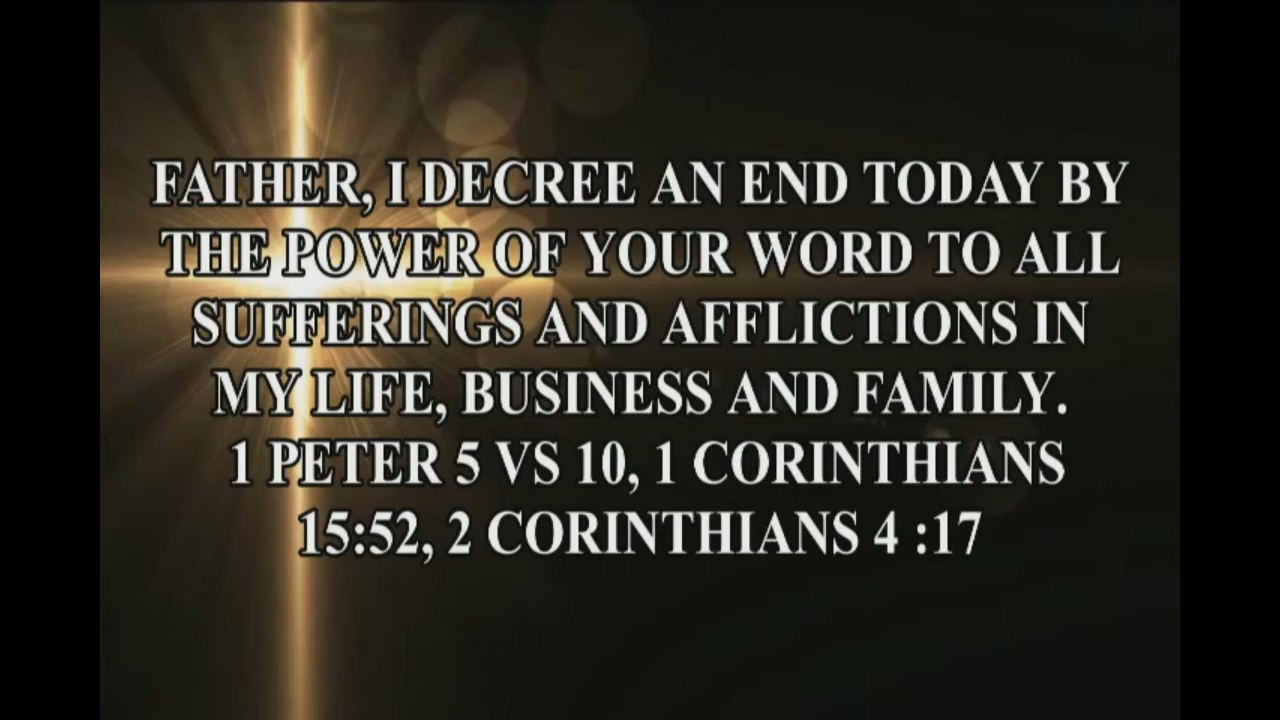 FATHER, I DECREE AN END TODAY BY
THE POWER OF YOUR WORD TO ALL
SUFFERINGS AND AFFLICTIONS IN
MY LIFE, BUSINESS AND FAMILY.
1 PETER 5 VS 10, 1 CORINTHIANS
15:52, 2 CORINTHIANS 4 :17